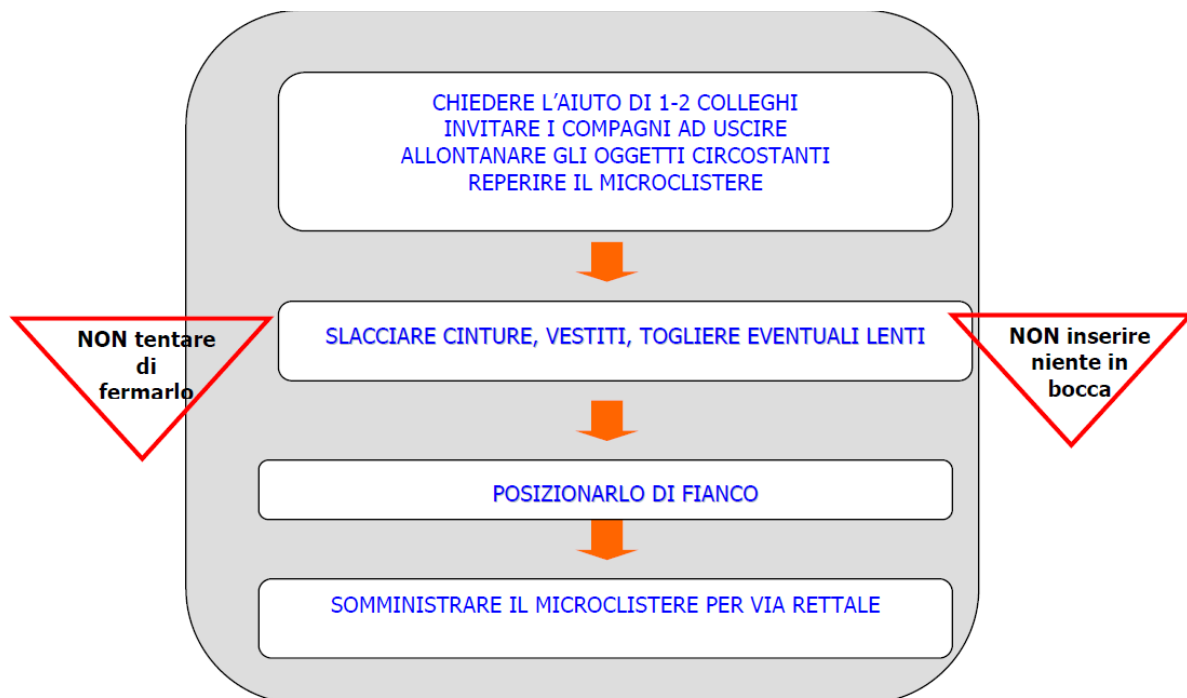 CHIEDERE L'AIUTO DI 1-2 COLLEGHI
INVITARE I COMPAGNI AD USCIRE
ALLONTANARE GLI OGGETTI CIRCOSTANTI
REPERIRE IL MICROCLISTERE
NON tentare
di
fermarlo
SLACCIARE CINTURE, VESTITI, TOGLIERE EVENTUALI LENTI
NON inserire
niente in
bocca
POSIZIONARLO DI FIANCO
SOMMINISTRARE IL MICROCLISTERE PER VIA RETTALE